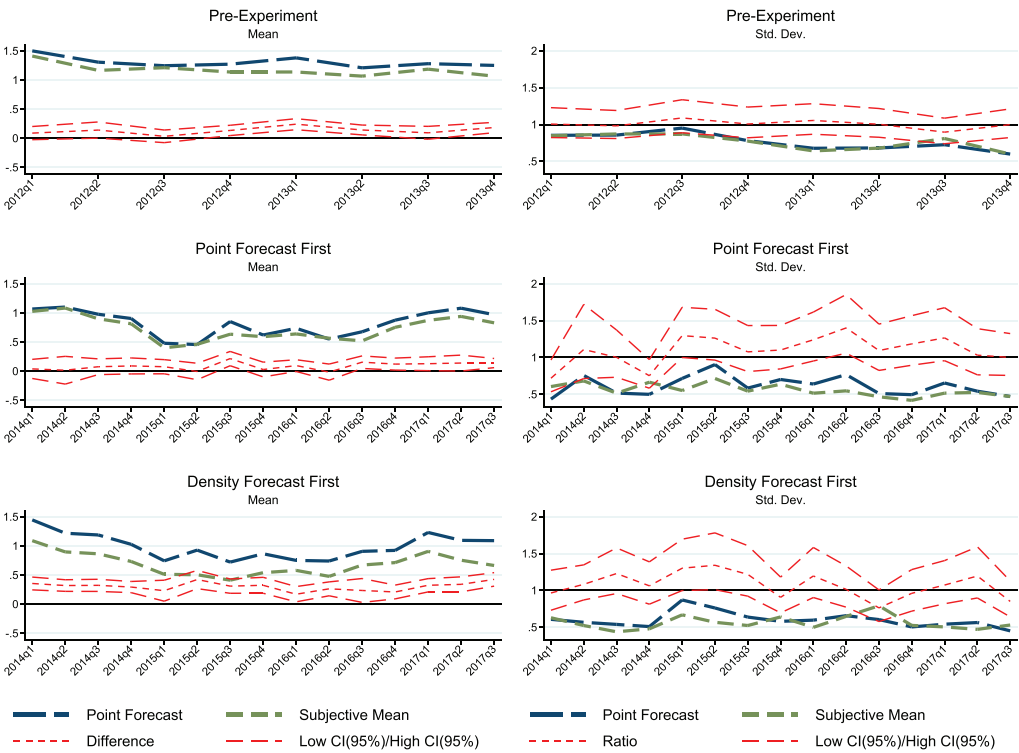 Pre-Experiment
Mean
1.5
1
.5
0
-.5
2012q1 2012q2 2012q3 2012q4 2013q1 2013q2 2013q3 2013q4
Pre-Experiment
Std. Dev.
2
1.5
1
.5
2012q1 2012q2 2012q3 2012q4 2013q1 2013q2 2013q3 2013q4
Point Forecast First
Mean
1.5
1
.5
0
-.5
2014q1 2014q2 2014q3 2014q4 2015q1 2015q2 2015q3 2015q4 2016q1 2016q2 2016q3 2016q4 2017q1 2017q2 2017q3
Point Forecast First
Std. Dev.
2
1.5
1
.5
2014q1 2014q2 2014q3 2014q4 2015q1 2015q2 2015q3 2015q4 2016q1 2016q2 2016q3 2016q4 2017q1 2017q2 2017q3
Density Forecast First
Mean
1.5
1
.5
0
-.5
2014q1 2014q2 2014q3 2014q4 2015q1 2015q2 2015q3 2015q4 2016q1 2016q2 2016q3 2016q4 2017q1 2017q2 2017q3
Density Forecast First
Std. Dev.
2
1.5
1
.5
2014q1 2014q2 2014q3 2014q4 2015q1 2015q2 2015q3 2015q4 2016q1 2016q2 2016q3 2016q4 2017q1 2017q2 2017q3
Point Forecast Subjective Mean
Difference Low CI(95%)/High CI(95%)
Point Forecast Subjective Mean
Ratio Low CI(95%)/High CI(95%)